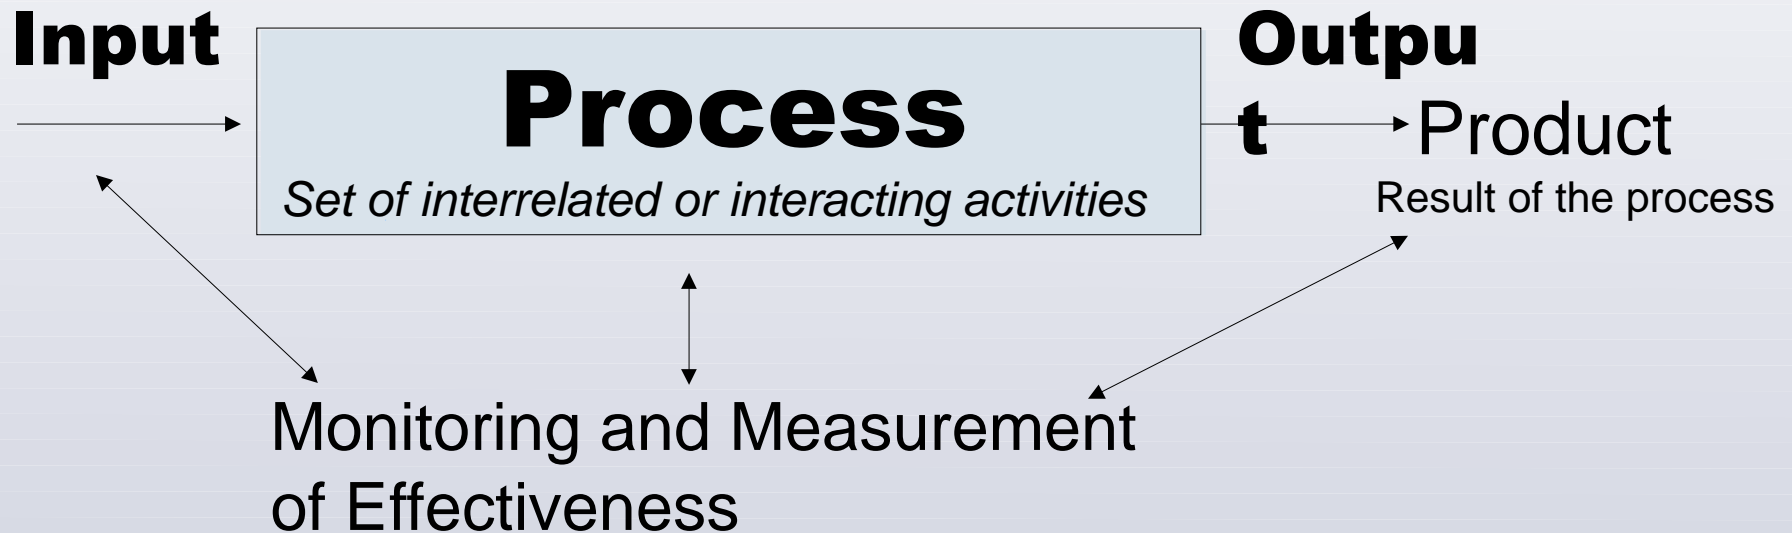 Input
Process
Set of interrelated or interacting activities
Outpu
t
Product
Result of the process
Monitoring and Measurement
of Effectiveness